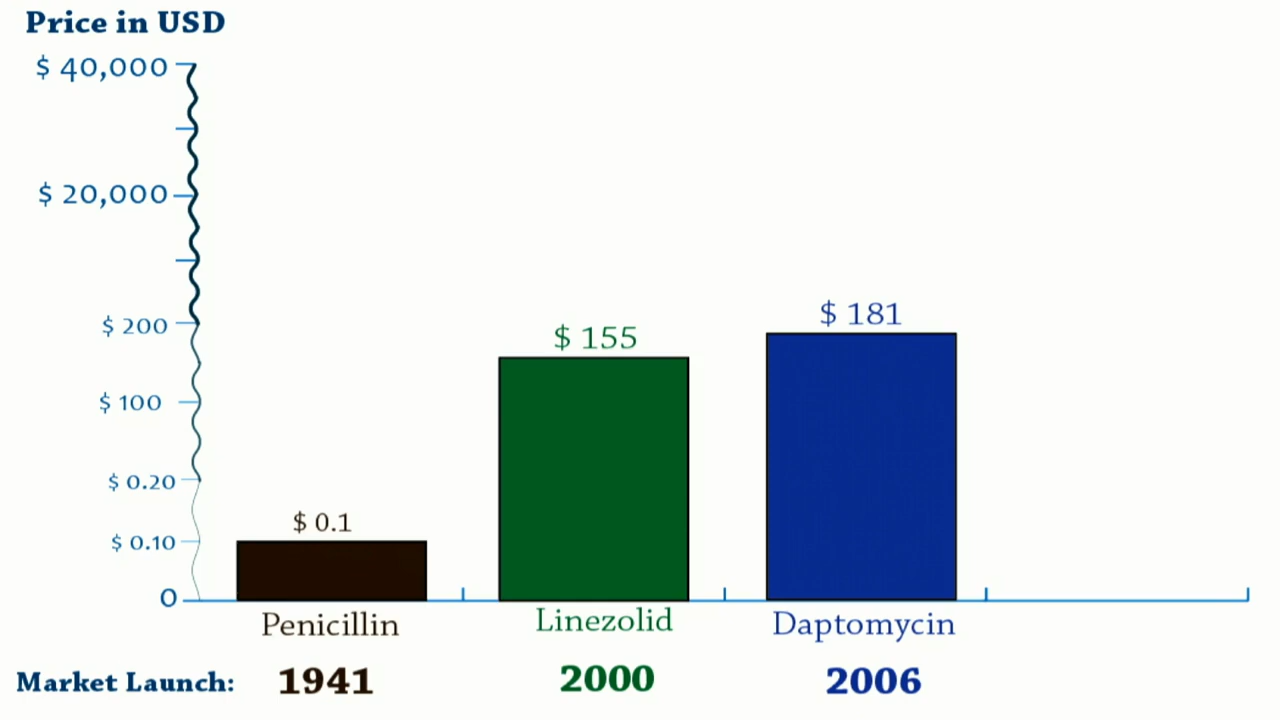 Price in USD
$ 40,000
$ 20,000
$ 200
$ 100
$ 0.20
$ 0.10
0
$ 0.1
$ 155
$ 181
Penicillin
Linezolid
Daptomycin
Market Launch: 1941 2000 2006